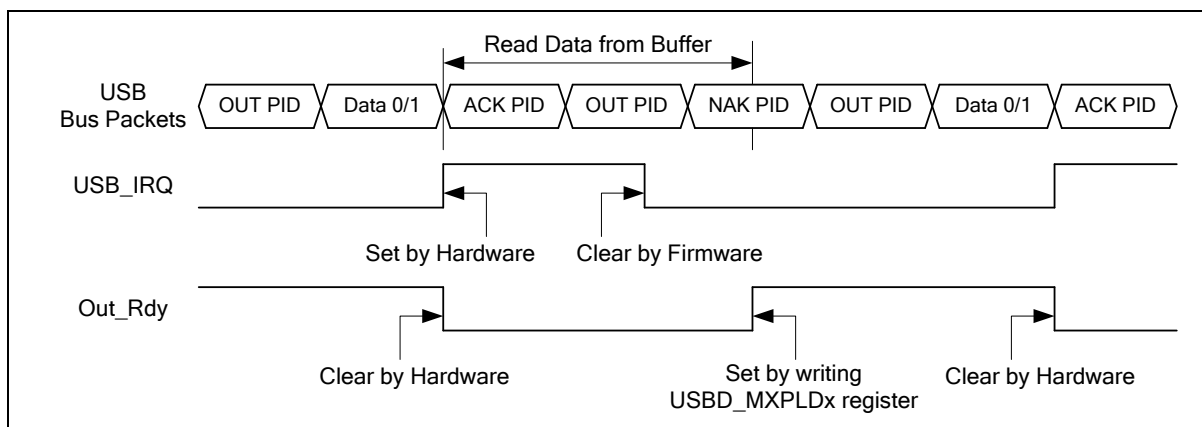 Read Data from Buffer
USB
Bus Packets
OUT PID Data 0/1 ACK PID OUT PID NAK PID OUT PID Data 0/1 ACK PID
USB_IRQ
Set by Hardware Clear by Firmware
Out_Rdy
Clear by Hardware Set by writing Clear by Hardware
USBD_MXPLDx register